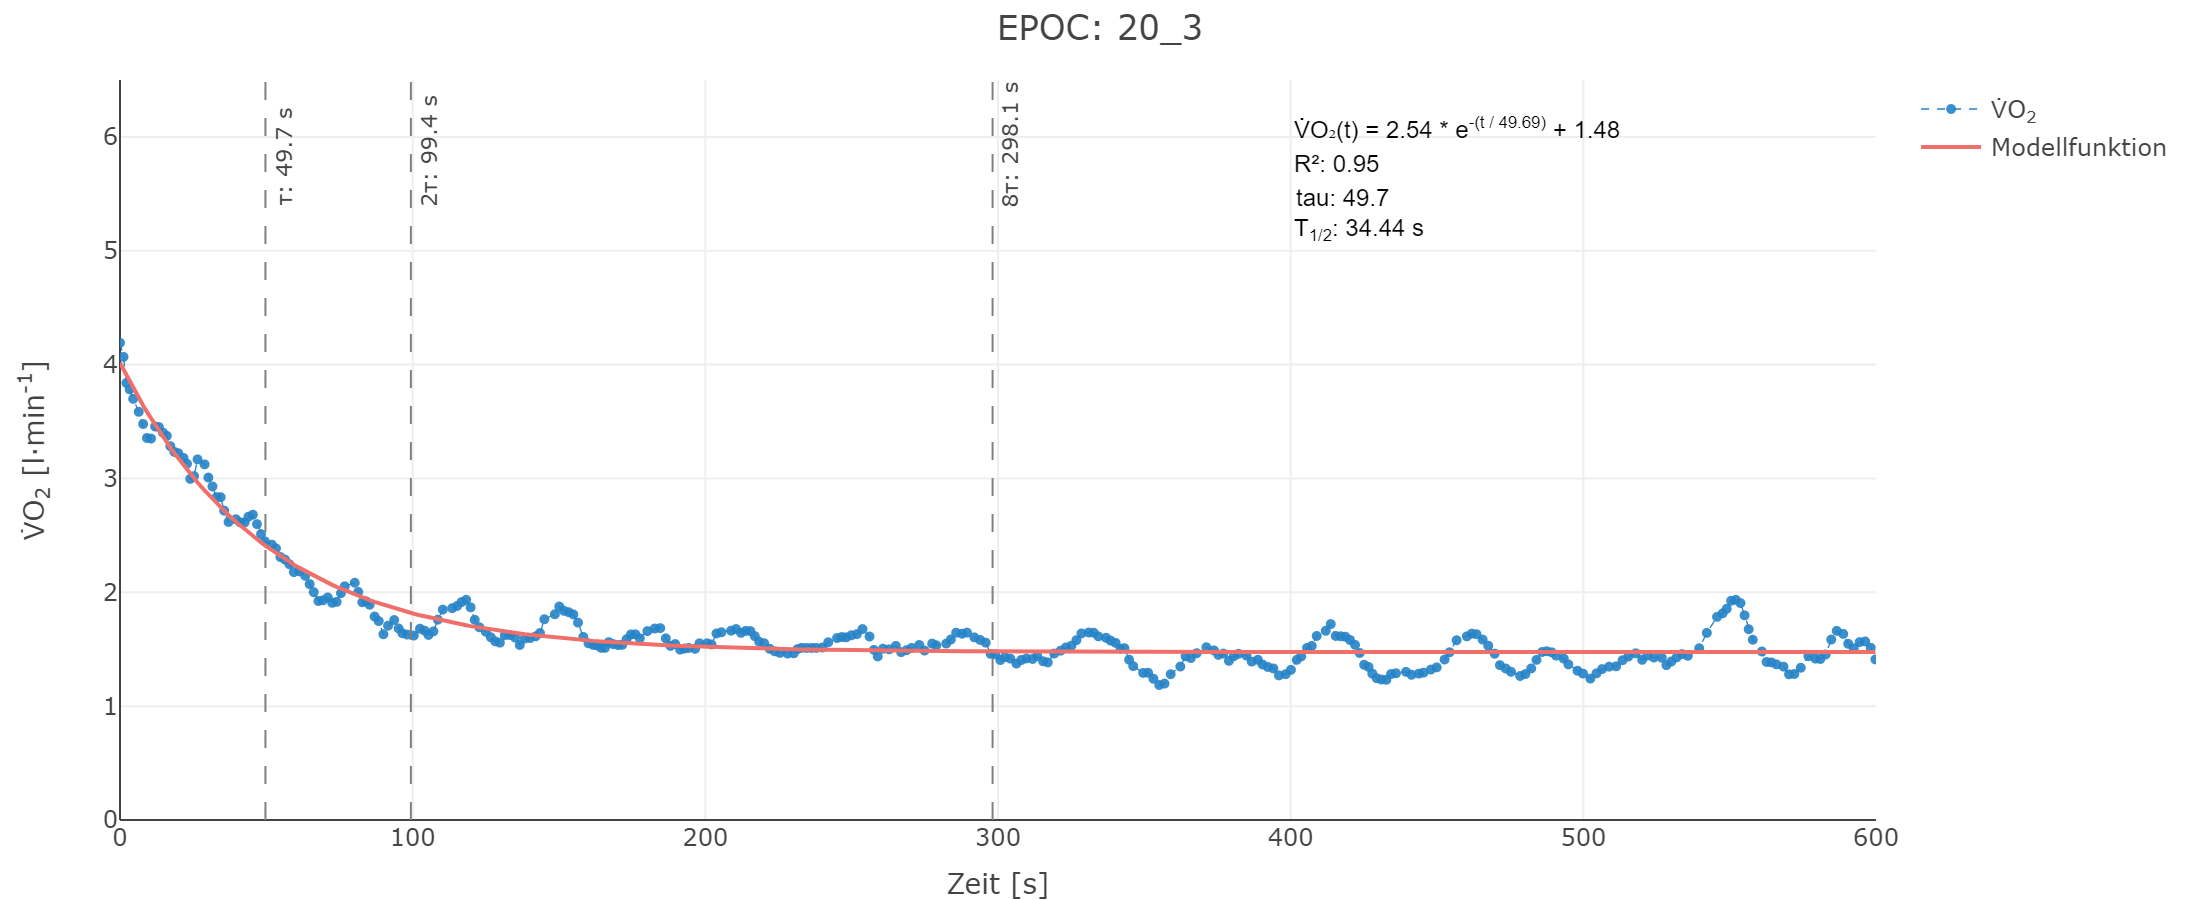 EPOC: 20_3
τ: 49.7 s
2τ: 99.4 s
8τ: 298.1 s
V̇O₂(t) = 2.54 * e^-(t / 49.69) + 1.48
R²: 0.95
tau: 49.7
T₁/₂: 34.44 s
V̇O₂
Modellfunktion
V̇O₂ [l·min⁻¹]
6
5
4
3
2
1
0
0 100 200 300 400 500 600
Zeit [s]